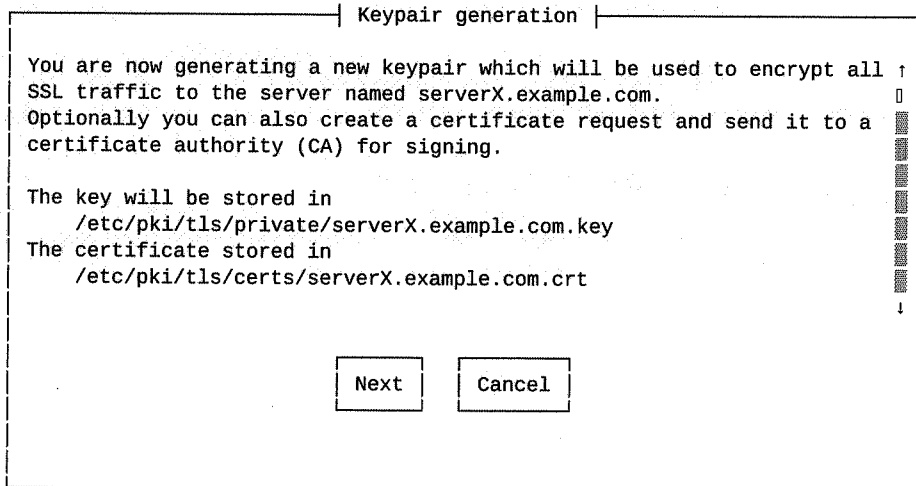 Keypair generation
You are now generating a new keypair which will be used to encrypt all
SSL traffic to the server named serverX.example.com.
Optionally you can also create a certificate request and send it to a
certificate authority (CA) for signing.
The key will be stored in
/etc/pki/tls/private/serverX.example.com.key
The certificate stored in
/etc/pki/tls/certs/serverX.example.com.crt
Next Cancel